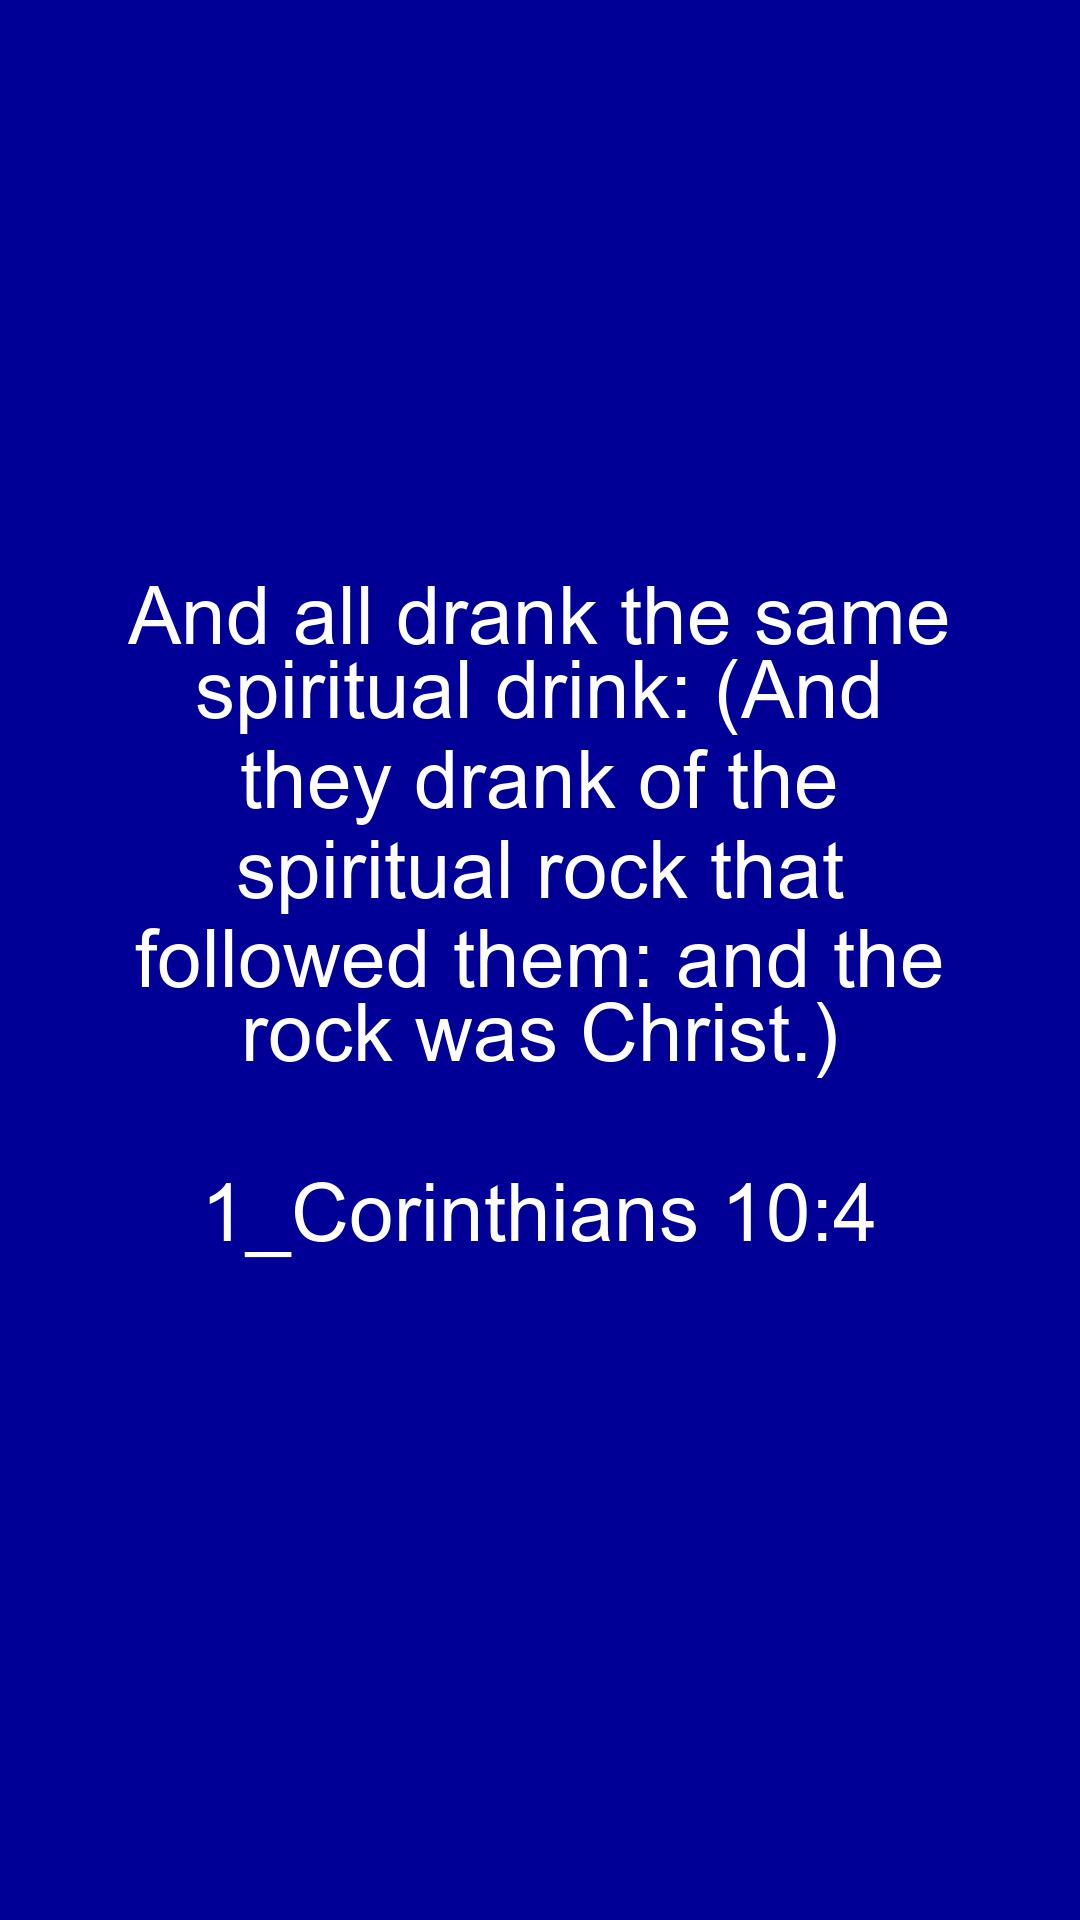 And all drank the same
spiritual drink: (And
they drank of the
spiritual rock that
followed them: and the
rock was Christ.)
1_Corinthians 10:4